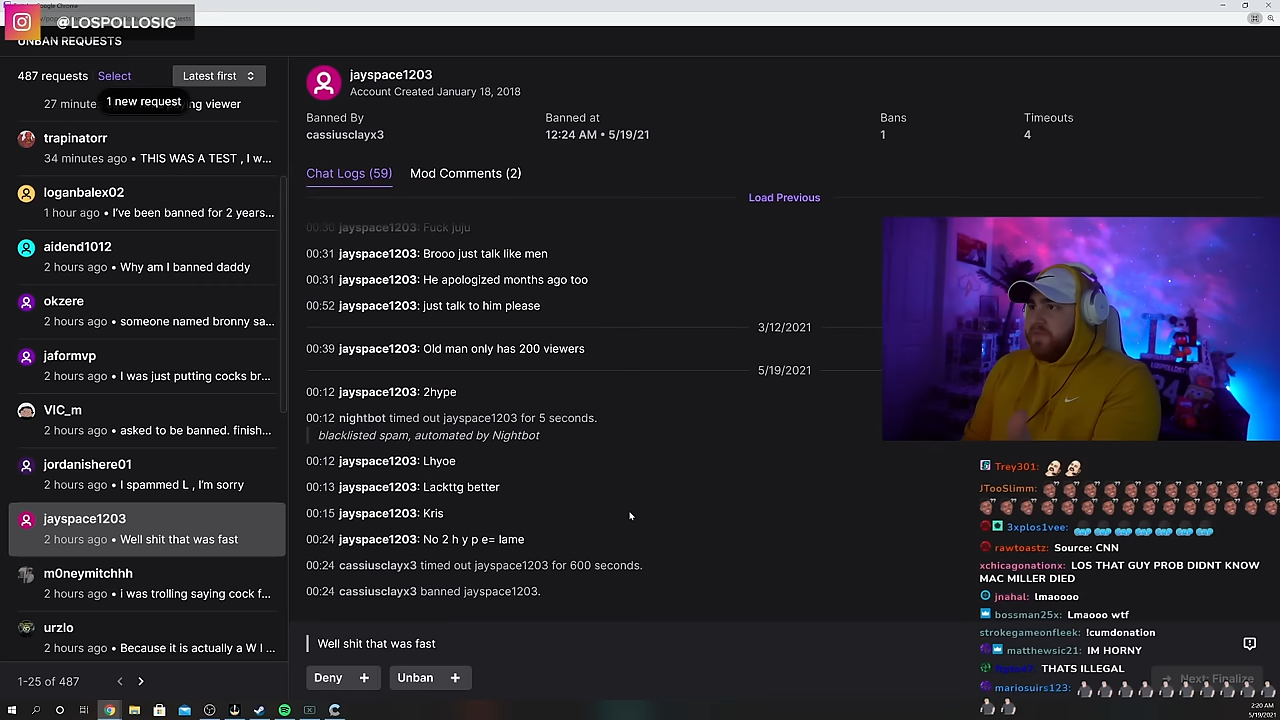 @LOSPOLLOSIG
UNBAN REQUESTS
487 requests Select Latest first
27 minute ng viewer
1 new request
trapinatorr
34 minutes ago • THIS WAS A TEST , I w...
loganbalex02
1 hour ago • I've been banned for 2 years...
aidend1012
2 hours ago • Why am I banned daddy
okzere
2 hours ago • someone named bronny sa...
jaformvp
2 hours ago • I was just putting cocks br...
VIC_m
2 hours ago • asked to be banned. finish...
jordanishere01
2 hours ago • I spammed L , I'm sorry
jayspace1203
2 hours ago • Well shit that was fast
m0neymitchhh
2 hours ago • i was trolling saying cock f...
urzlo
2 hours ago • Because it is actually a W I ...
1-25 of 487
jayspace1203
Account Created January 18, 2018
Banned By Banned at Bans Timeouts
cassiusclayx3 12:24 AM • 5/19/21 1 4
Chat Logs (59) Mod Comments (2)
Load Previous
00:30 jayspace1203: Fuck juju
00:31 jayspace1203: Brooo just talk like men
00:31 jayspace1203: He apologized months ago too
00:52 jayspace1203: just talk to him please
3/12/2021
00:39 jayspace1203: Old man only has 200 viewers
5/19/2021
00:12 jayspace1203: 2hype
00:12 nightbot timed out jayspace1203 for 5 seconds.
blacklisted spam, automated by Nightbot
00:12 jayspace1203: Lhyoe
00:13 jayspace1203: Lackttg better
00:15 jayspace1203: Kris
00:24 jayspace1203: No 2 h y p e= lame
00:24 cassiusclayx3 timed out jayspace1203 for 600 seconds.
00:24 cassiusclayx3 banned jayspace1203.
Well shit that was fast
Deny + Unban +
Next: Finalize
Trey301:
JTooSlimm:
3xplos1vee:
rawtoastz: Source: CNN
xchicagonationx: LOS THAT GUY PROB DIDNT KNOW
MAC MILLER DIED
jnahal: lmaoooo
bossman25x: Lmaooo wtf
strokegameonfleek: !cumdonation
matthewsic21: IM HORNY
THATS ILLEGAL
mariosuirs123:
2:20 AM
5/19/2021